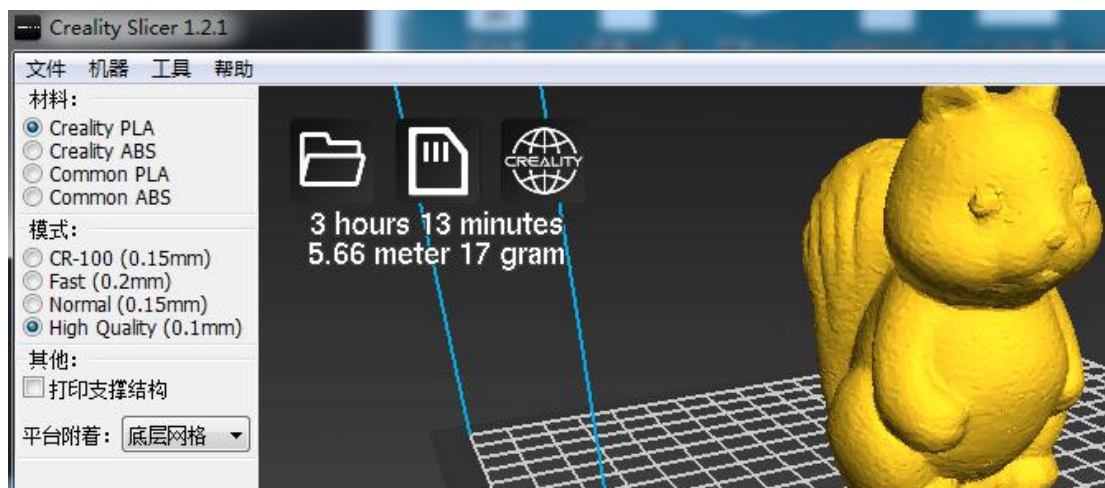 Creality Slicer 1.2.1
文件 机器 工具 帮助
材料:
Creality PLA
Creality ABS
Common PLA
Common ABS
模式:
CR-100 (0.15mm)
Fast (0.2mm)
Normal (0.15mm)
High Quality (0.1mm)
其他:
打印支撑结构
平台附着: 底层网格
CREALITY
3 hours 13 minutes
5.66 meter 17 gram